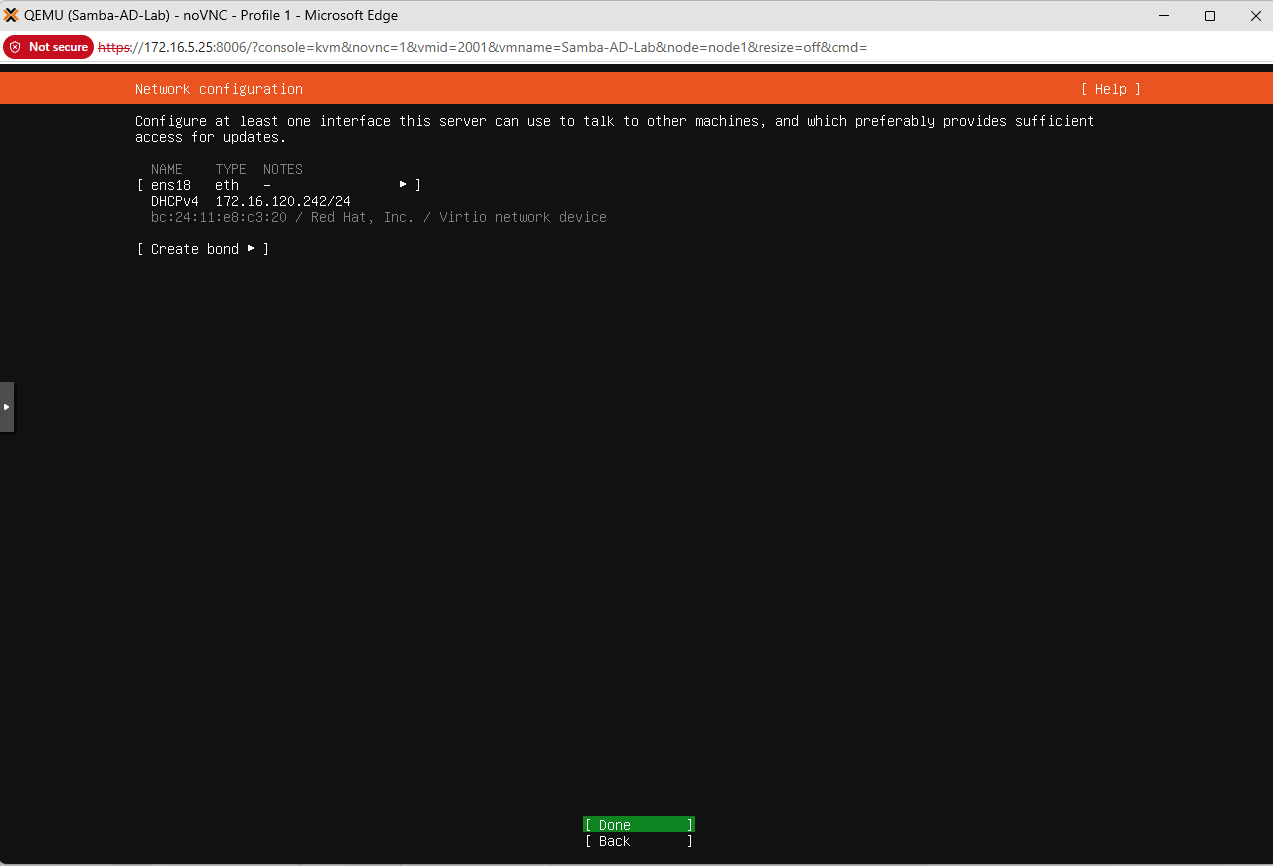 QEMU (Samba-AD-Lab) - noVNC - Profile 1 - Microsoft Edge
Not secure https://172.16.5.25:8006/?console=kvm&novnc=1&vmid=2001&vmname=Samba-AD-Lab&node=node1&resize=off&cmd=
Network configuration [ Help ]
Configure at least one interface this server can use to talk to other machines, and which preferably provides sufficient
access for updates.
NAME TYPE NOTES
[ ens18 eth - ▸ ]
DHCPv4 172.16.120.242/24
bc:24:11:e8:c3:20 / Red Hat, Inc. / Virtio network device
[ Create bond ▸ ]
[ Done ]
[ Back ]